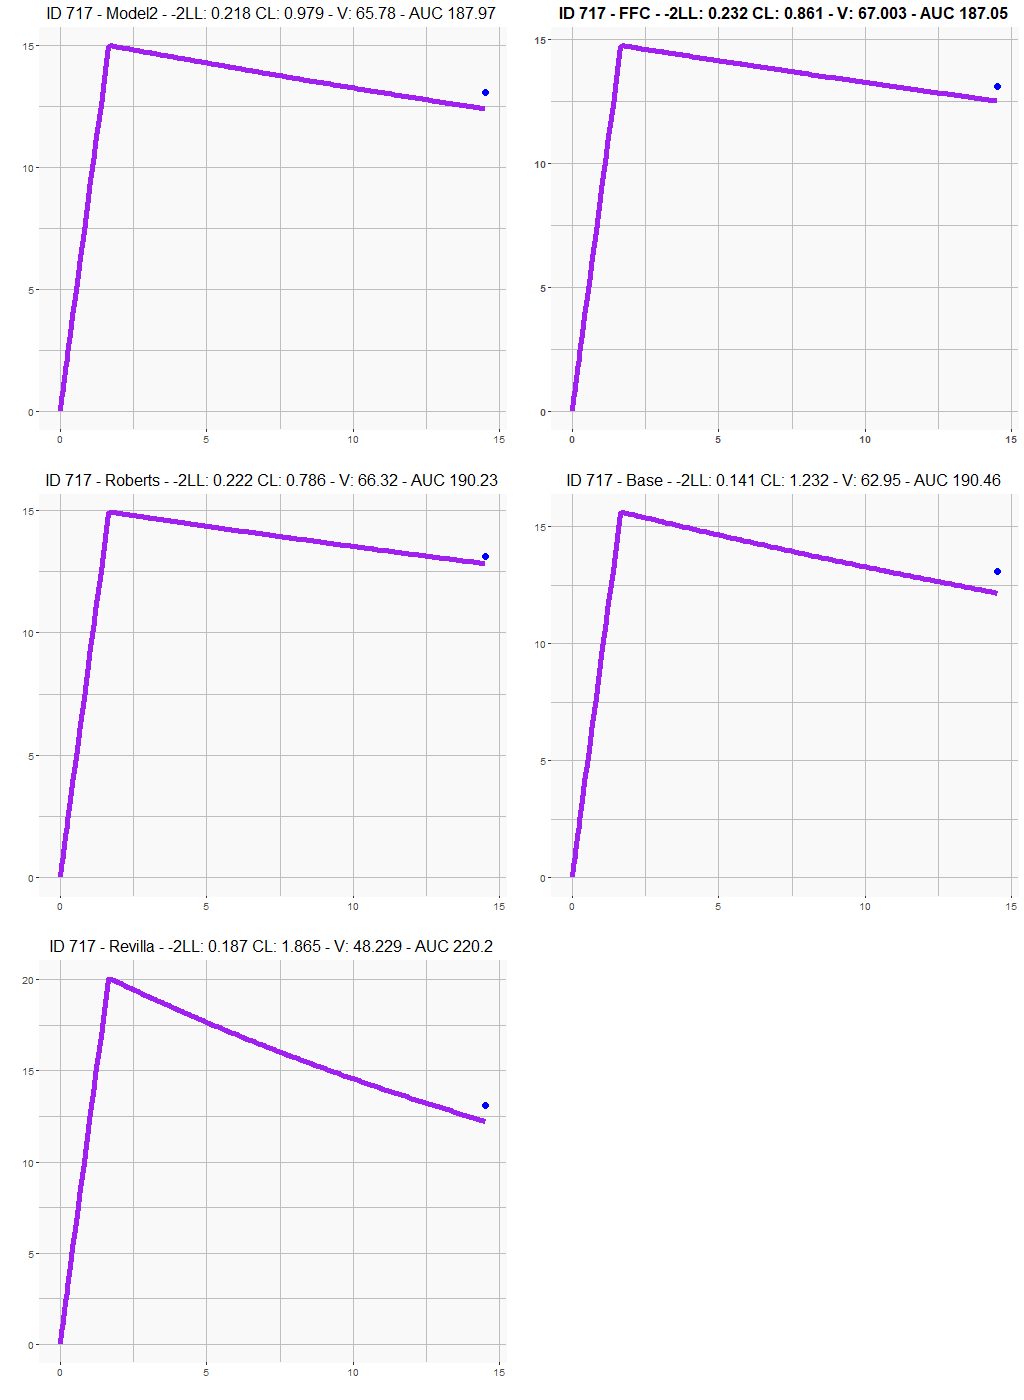 ID 717 - Model2 - -2LL: 0.218 CL: 0.979 - V: 65.78 - AUC 187.97
15
10
5
0
0 5 10 15
ID 717 - FFC - -2LL: 0.232 CL: 0.861 - V: 67.003 - AUC 187.05
15
10
5
0
0 5 10 15
ID 717 - Roberts - -2LL: 0.222 CL: 0.786 - V: 66.32 - AUC 190.23
15
10
5
0
0 5 10 15
ID 717 - Base - -2LL: 0.141 CL: 1.232 - V: 62.95 - AUC 190.46
15
10
5
0
0 5 10 15
ID 717 - Revilla - -2LL: 0.187 CL: 1.865 - V: 48.229 - AUC 220.2
20
15
10
5
0
0 5 10 15